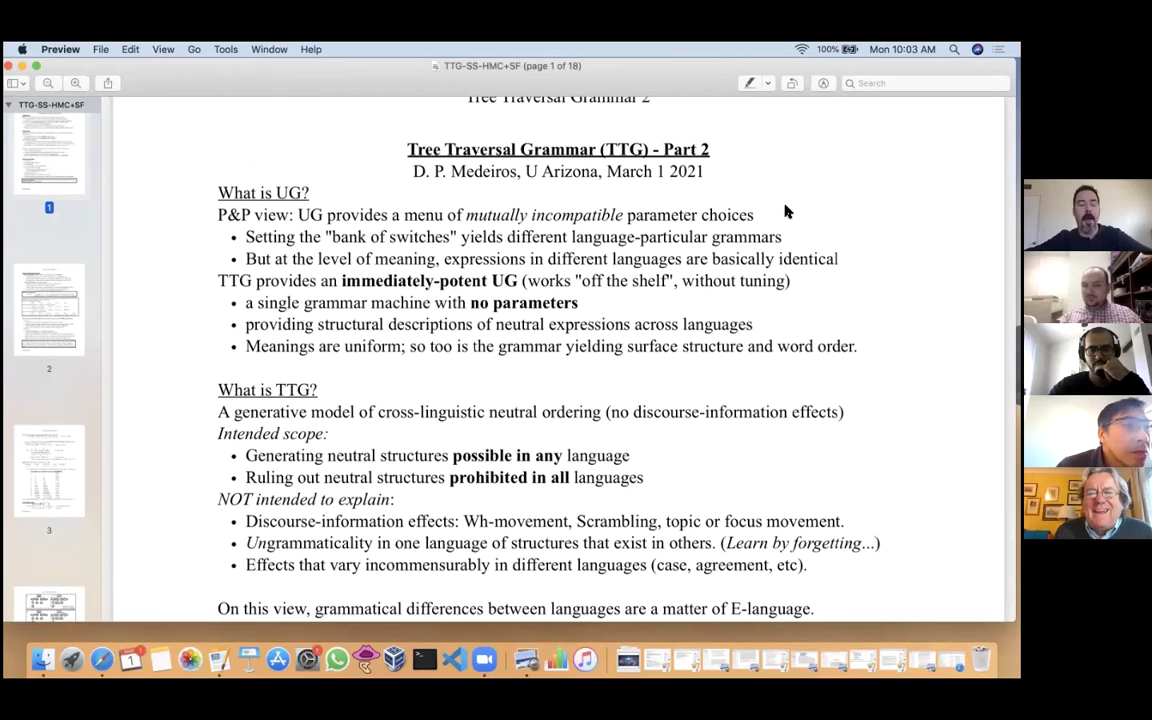 Preview File Edit View Go Tools Window Help 100% Mon 10:03 AM
TTG-SS-HMC+SF (page 1 of 18)
Search
TTG-SS-HMC+SF
1
2
3
Tree Traversal Grammar 2
Tree Traversal Grammar (TTG) - Part 2
D. P. Medeiros, U Arizona, March 1 2021
What is UG?
P&P view: UG provides a menu of mutually incompatible parameter choices
• Setting the "bank of switches" yields different language-particular grammars
• But at the level of meaning, expressions in different languages are basically identical
TTG provides an immediately-potent UG (works "off the shelf", without tuning)
• a single grammar machine with no parameters
• providing structural descriptions of neutral expressions across languages
• Meanings are uniform; so too is the grammar yielding surface structure and word order.
What is TTG?
A generative model of cross-linguistic neutral ordering (no discourse-information effects)
Intended scope:
• Generating neutral structures possible in any language
• Ruling out neutral structures prohibited in all languages
NOT intended to explain:
• Discourse-information effects: Wh-movement, Scrambling, topic or focus movement.
• Ungrammaticality in one language of structures that exist in others. (Learn by forgetting...)
• Effects that vary incommensurably in different languages (case, agreement, etc).
On this view, grammatical differences between languages are a matter of E-language.